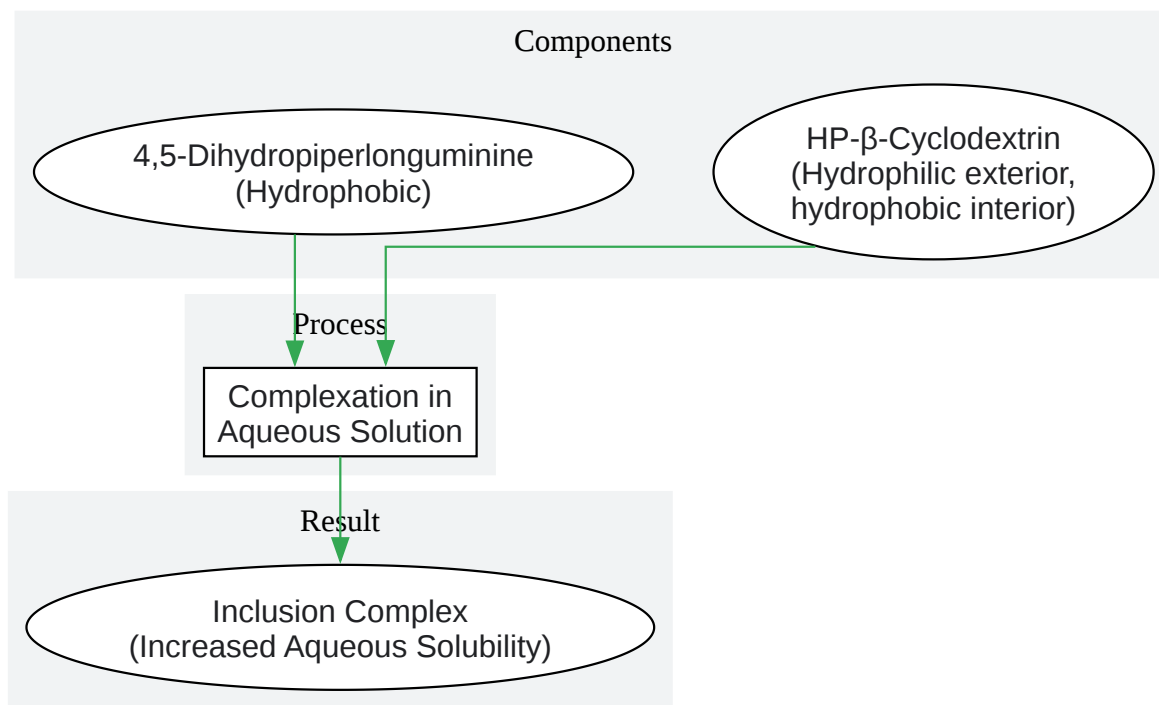 Components
4,5-Dihydropiperlonguminine
(Hydrophobic)
HP-β-Cyclodextrin
(Hydrophilic exterior,
hydrophobic interior)
Process
Complexation in
Aqueous Solution
Result
Inclusion Complex
(Increased Aqueous Solubility)